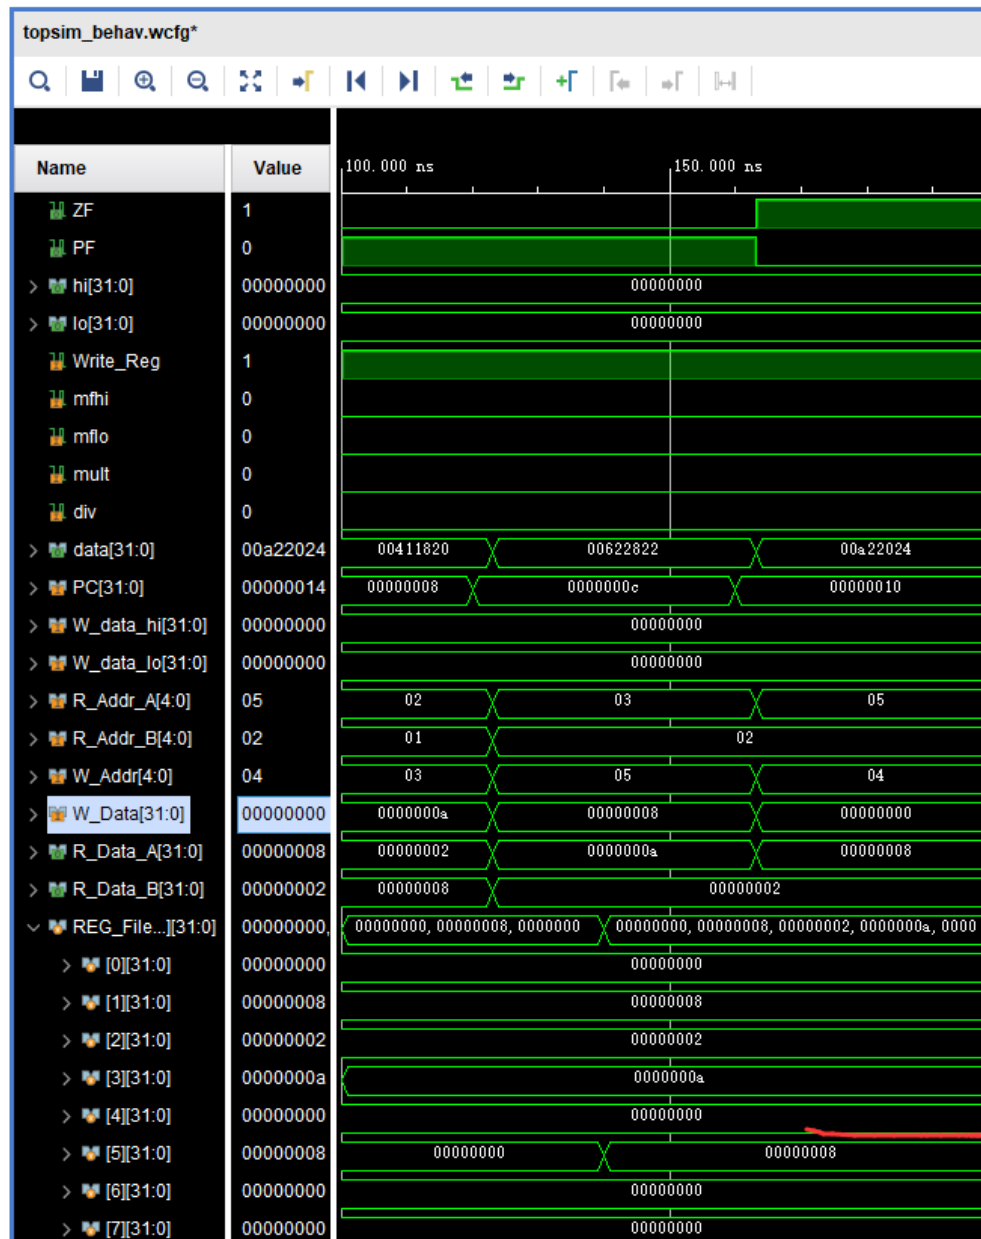 topsim_behav.wcfg*
Name Value 100.000 ns 150.000 ns
ZF 1
PF 0
hi[31:0] 00000000 00000000
lo[31:0] 00000000 00000000
Write_Reg 1
mfhi 0
mflo 0
mult 0
div 0
data[31:0] 00a22024 00411820 00622822 00a22024
PC[31:0] 00000014 00000008 0000000c 00000010
W_data_hi[31:0] 00000000 00000000
W_data_lo[31:0] 00000000 00000000
R_Addr_A[4:0] 05 02 03 05
R_Addr_B[4:0] 02 01 02
W_Addr[4:0] 04 03 05 04
W_Data[31:0] 00000000 0000000a 00000008 00000000
R_Data_A[31:0] 00000008 00000002 0000000a 00000008
R_Data_B[31:0] 00000002 00000008 00000002
REG_File...][31:0] 00000000, 00000000, 00000008, 0000000 00000000, 00000008, 00000002, 0000000a, 0000
[0][31:0] 00000000 00000000
[1][31:0] 00000008 00000008
[2][31:0] 00000002 00000002
[3][31:0] 0000000a 0000000a
[4][31:0] 00000000 00000000
[5][31:0] 00000008 00000000 00000008
[6][31:0] 00000000 00000000
[7][31:0] 00000000 00000000